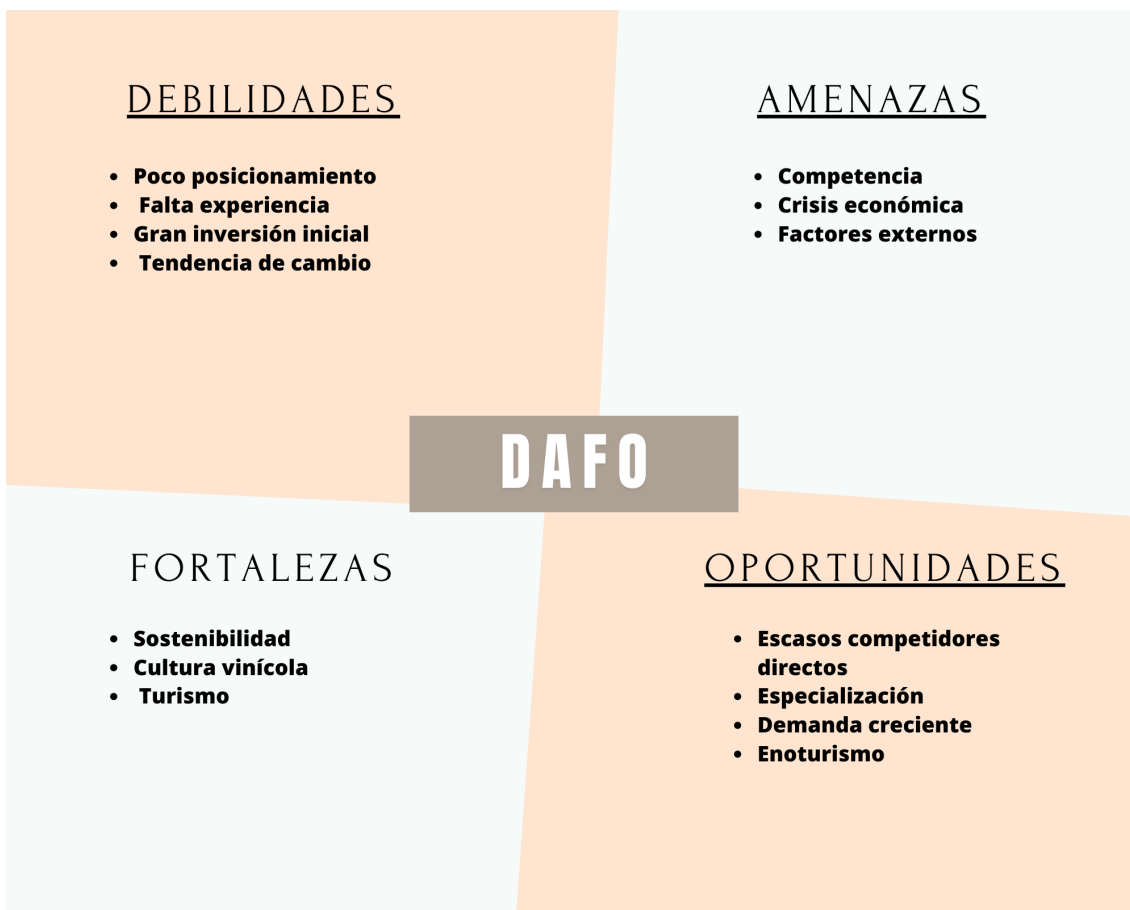 DEBILIDADES
• Poco posicionamiento
• Falta experiencia
• Gran inversión inicial
• Tendencia de cambio
AMENAZAS
• Competencia
• Crisis económica
• Factores externos
DAFO
FORTALEZAS
• Sostenibilidad
• Cultura vinícola
• Turismo
OPORTUNIDADES
• Escasos competidores
directos
• Especialización
• Demanda creciente
• Enoturismo